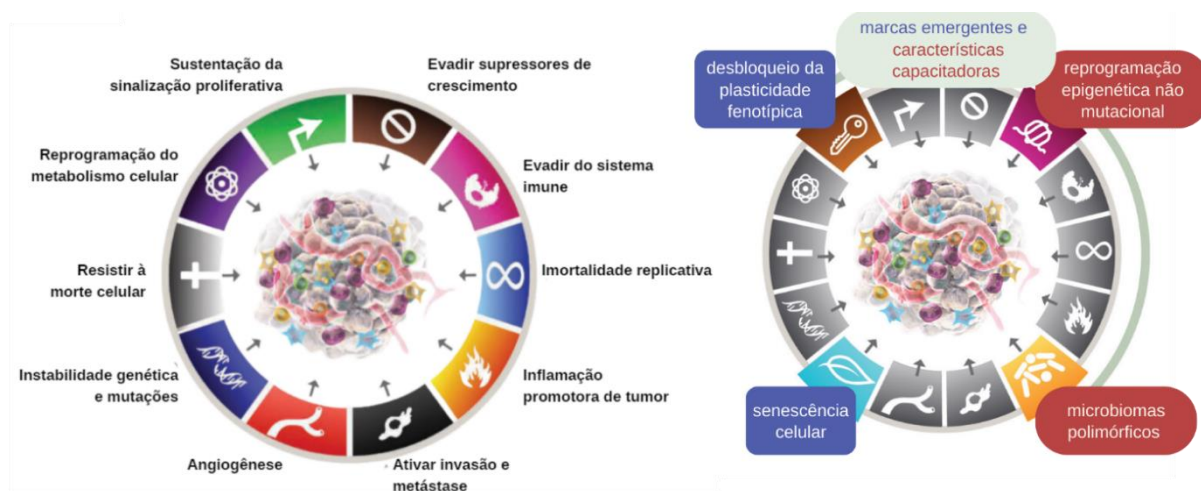 Sustentação da
sinalização proliferativa
Evadir supressores de
crescimento
Reprogramação do
metabolismo celular
Evadir do sistema
imune
Resistir à
morte celular
Imortalidade replicativa
Instabilidade genética
e mutações
Inflamação
promotora de tumor
Angiogênese
Ativar invasão e
metástase
marcas emergentes e
características
capacitadoras
desbloqueio da
plasticidade
fenotípica
reprogramação
epigenética não
mutacional
senescência
celular
microbiomas
polimórficos